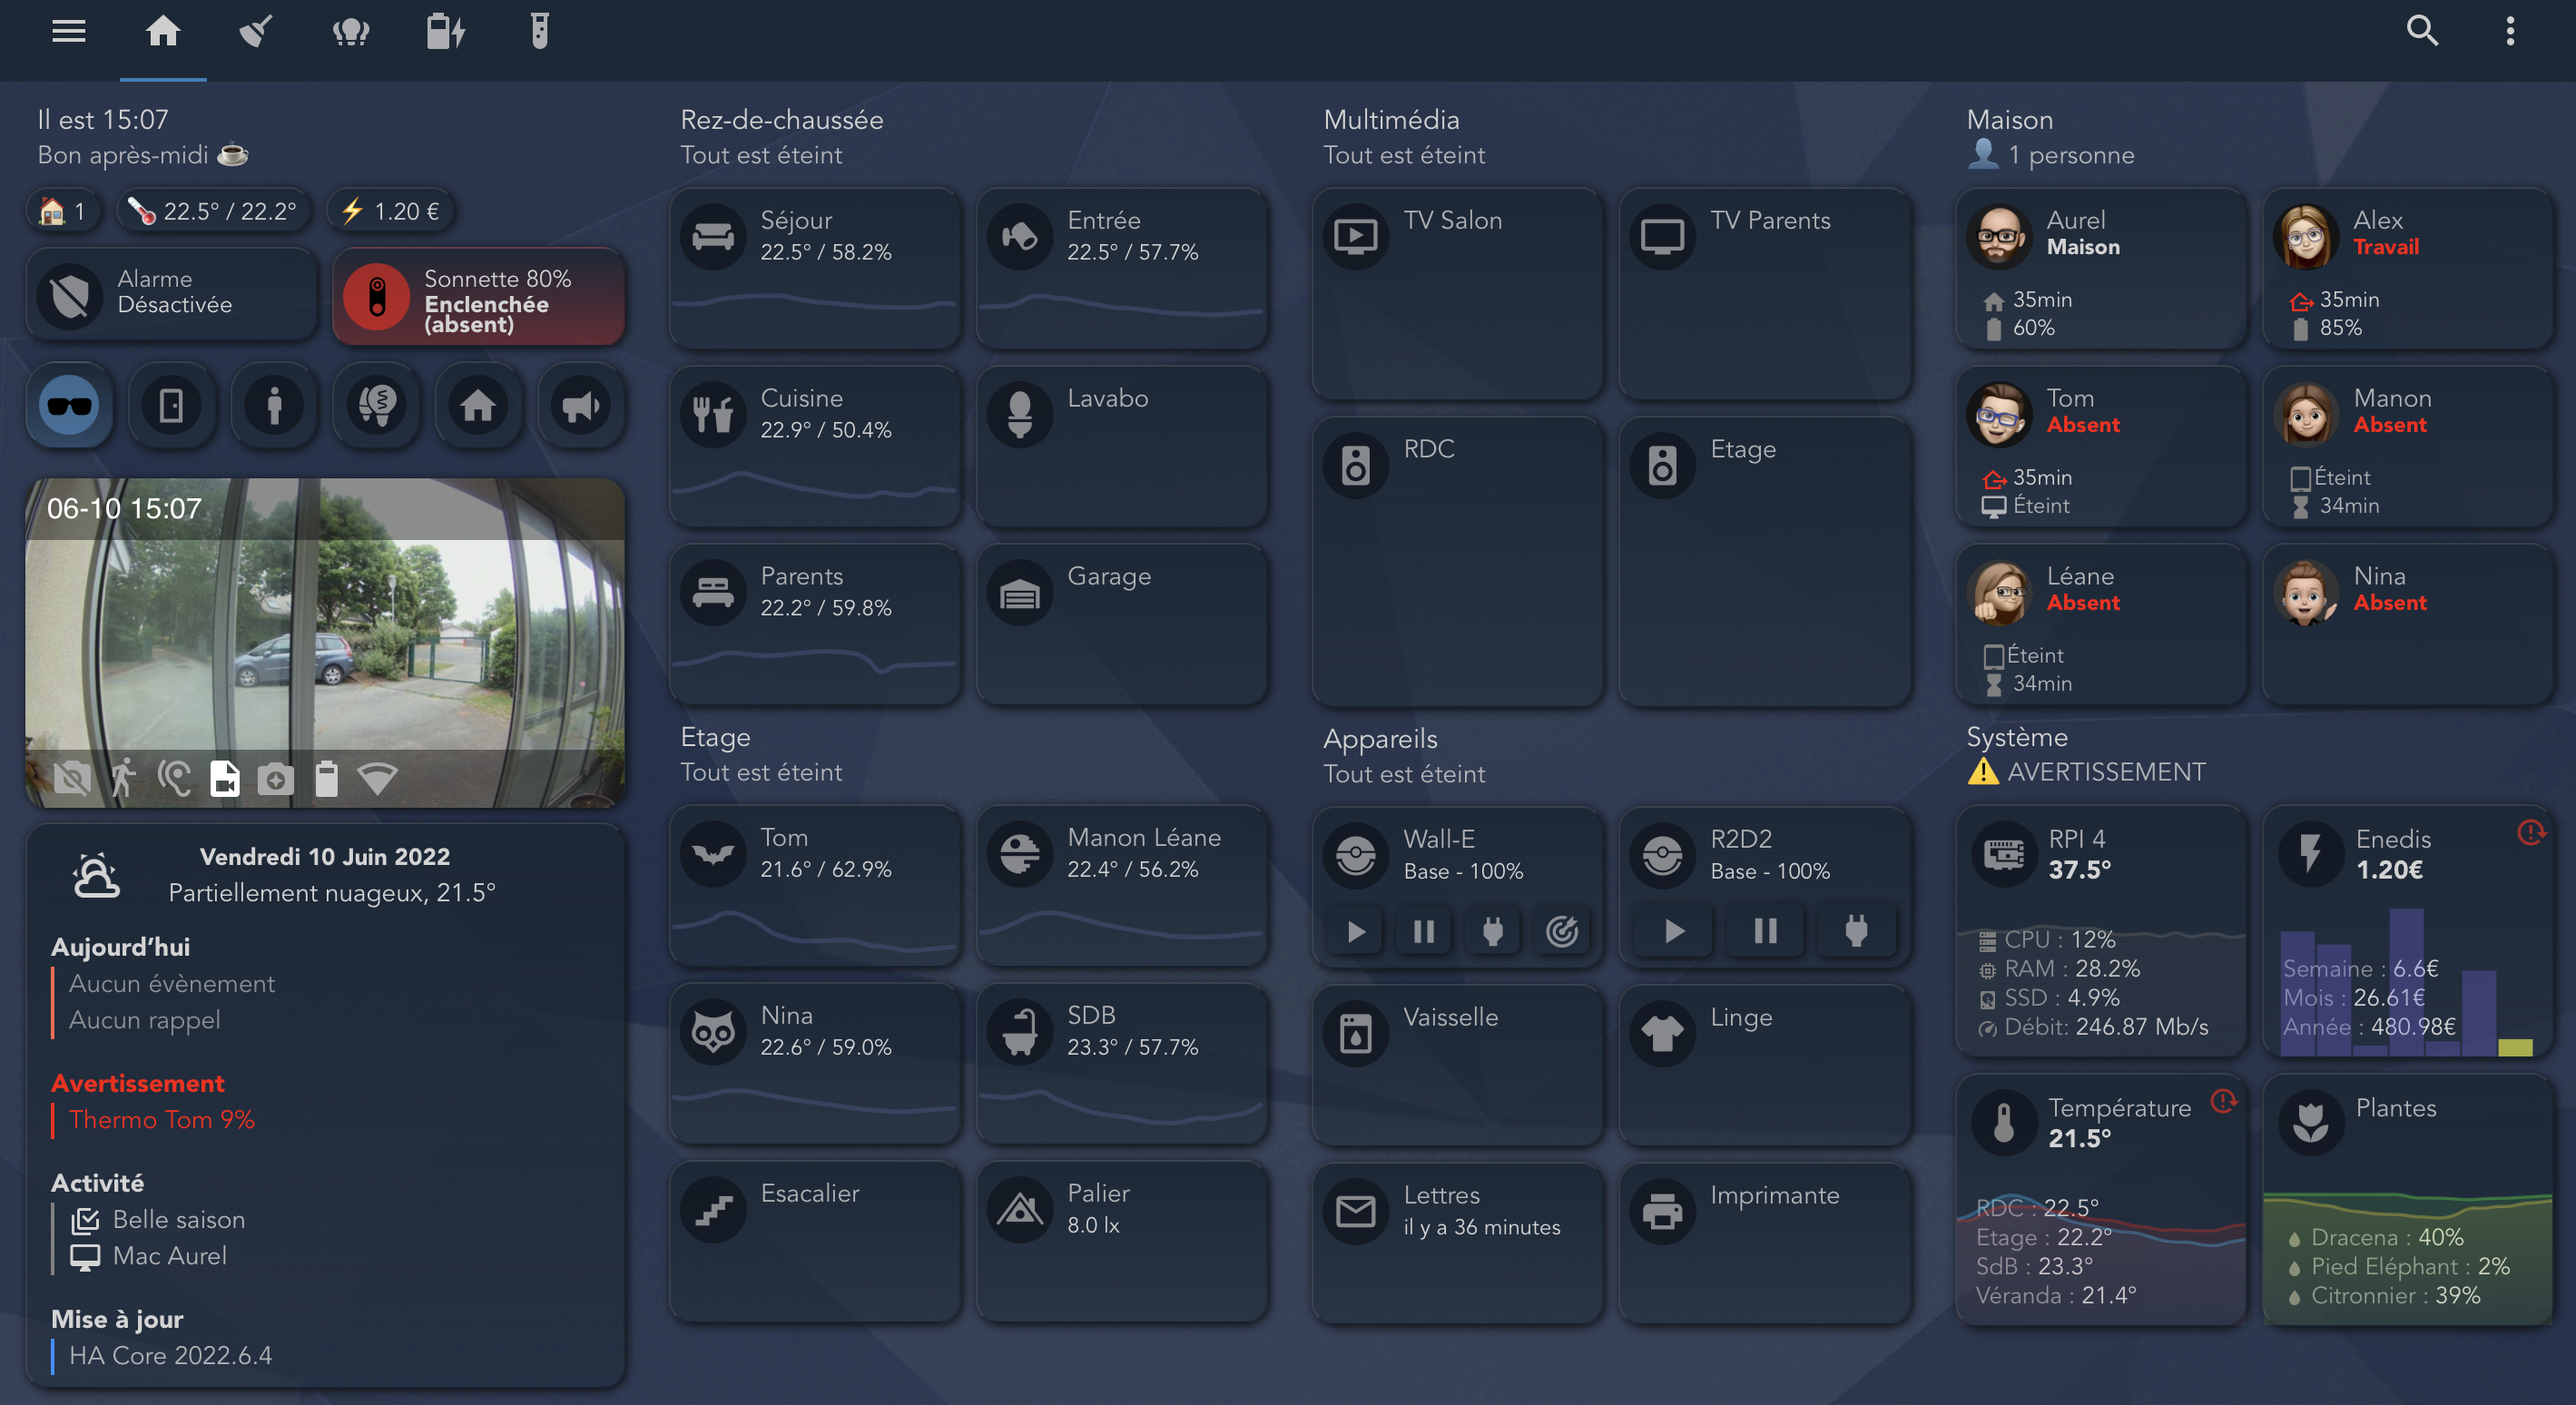 Il est 15:07
Bon après-midi
1
22.5° / 22.2°
1.20 €
Alarme
Désactivée
Sonnette 80%
Enclenchée
(absent)
06-10 15:07
Vendredi 10 Juin 2022
Partiellement nuageux, 21.5°
Aujourd’hui
Aucun évènement
Aucun rappel
Avertissement
Thermo Tom 9%
Activité
Belle saison
Mac Aurel
Mise à jour
HA Core 2022.6.4
Rez-de-chaussée
Tout est éteint
Séjour
22.5° / 58.2%
Entrée
22.5° / 57.7%
Cuisine
22.9° / 50.4%
Lavabo
Parents
22.2° / 59.8%
Garage
Etage
Tout est éteint
Tom
21.6° / 62.9%
Manon Léane
22.4° / 56.2%
Nina
22.6° / 59.0%
SDB
23.3° / 57.7%
Esacalier
Palier
8.0 lx
Multimédia
Tout est éteint
TV Salon
TV Parents
RDC
Etage
Appareils
Tout est éteint
Wall-E
Base - 100%
R2D2
Base - 100%
Vaisselle
Linge
Lettres
il y a 36 minutes
Imprimante
Maison
1 personne
Aurel
Maison
35min
60%
Alex
Travail
35min
85%
Tom
Absent
35min
Éteint
Manon
Absent
Éteint
34min
Léane
Absent
Éteint
34min
Nina
Absent
Système
AVERTISSEMENT
RPI 4
37.5°
CPU : 12%
RAM : 28.2%
SSD : 4.9%
Débit: 246.87 Mb/s
Enedis
1.20€
Semaine : 6.6€
Mois : 26.61€
Année : 480.98€
Température
21.5°
RDC : 22.5°
Etage : 22.2°
SdB : 23.3°
Véranda : 21.4°
Plantes
Dracena : 40%
Pied Eléphant : 2%
Citronnier : 39%